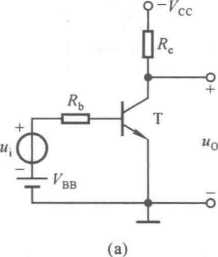 -V_CC
R_c
+
R_b
T
+
u_i
u_O
-
V_BB
-
(a)